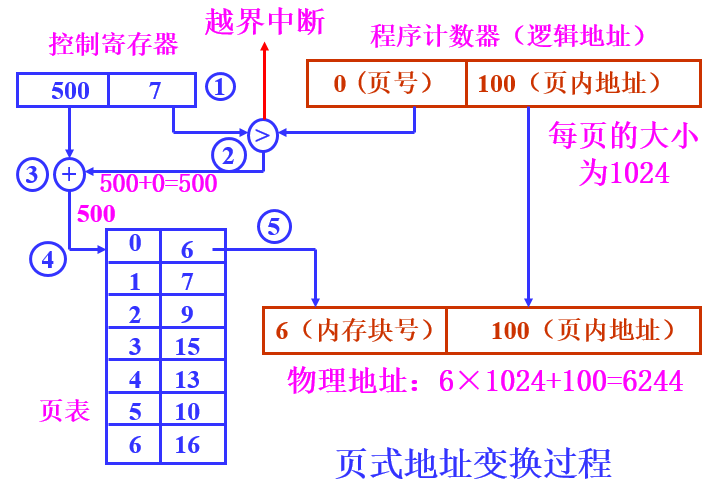 越界中断
控制寄存器
程序计数器（逻辑地址）
500 7
①
0（页号） 100（页内地址）
>
②
每页的大小
为1024
③
+
500+0=500
500
④
⑤
0 6
1 7
2 9
3 15
4 13
5 10
6 16
6（内存块号） 100（页内地址）
物理地址：6×1024+100=6244
页表
页式地址变换过程